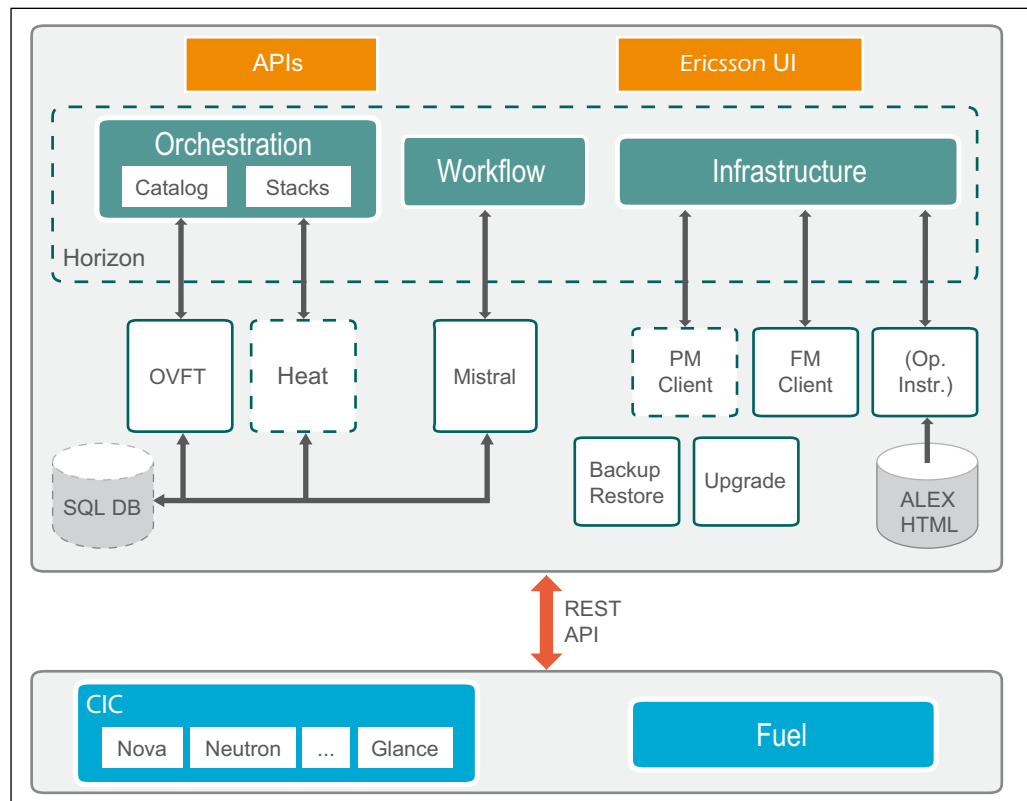 APIs
Ericsson UI
Orchestration
Catalog
Stacks
Workflow
Infrastructure
Horizon
OVFT
Heat
Mistral
PM
Client
FM
Client
(Op.
Instr.)
SQL DB
Backup
Restore
Upgrade
ALEX
HTML
REST
API
CIC
Nova
Neutron
...
Glance
Fuel